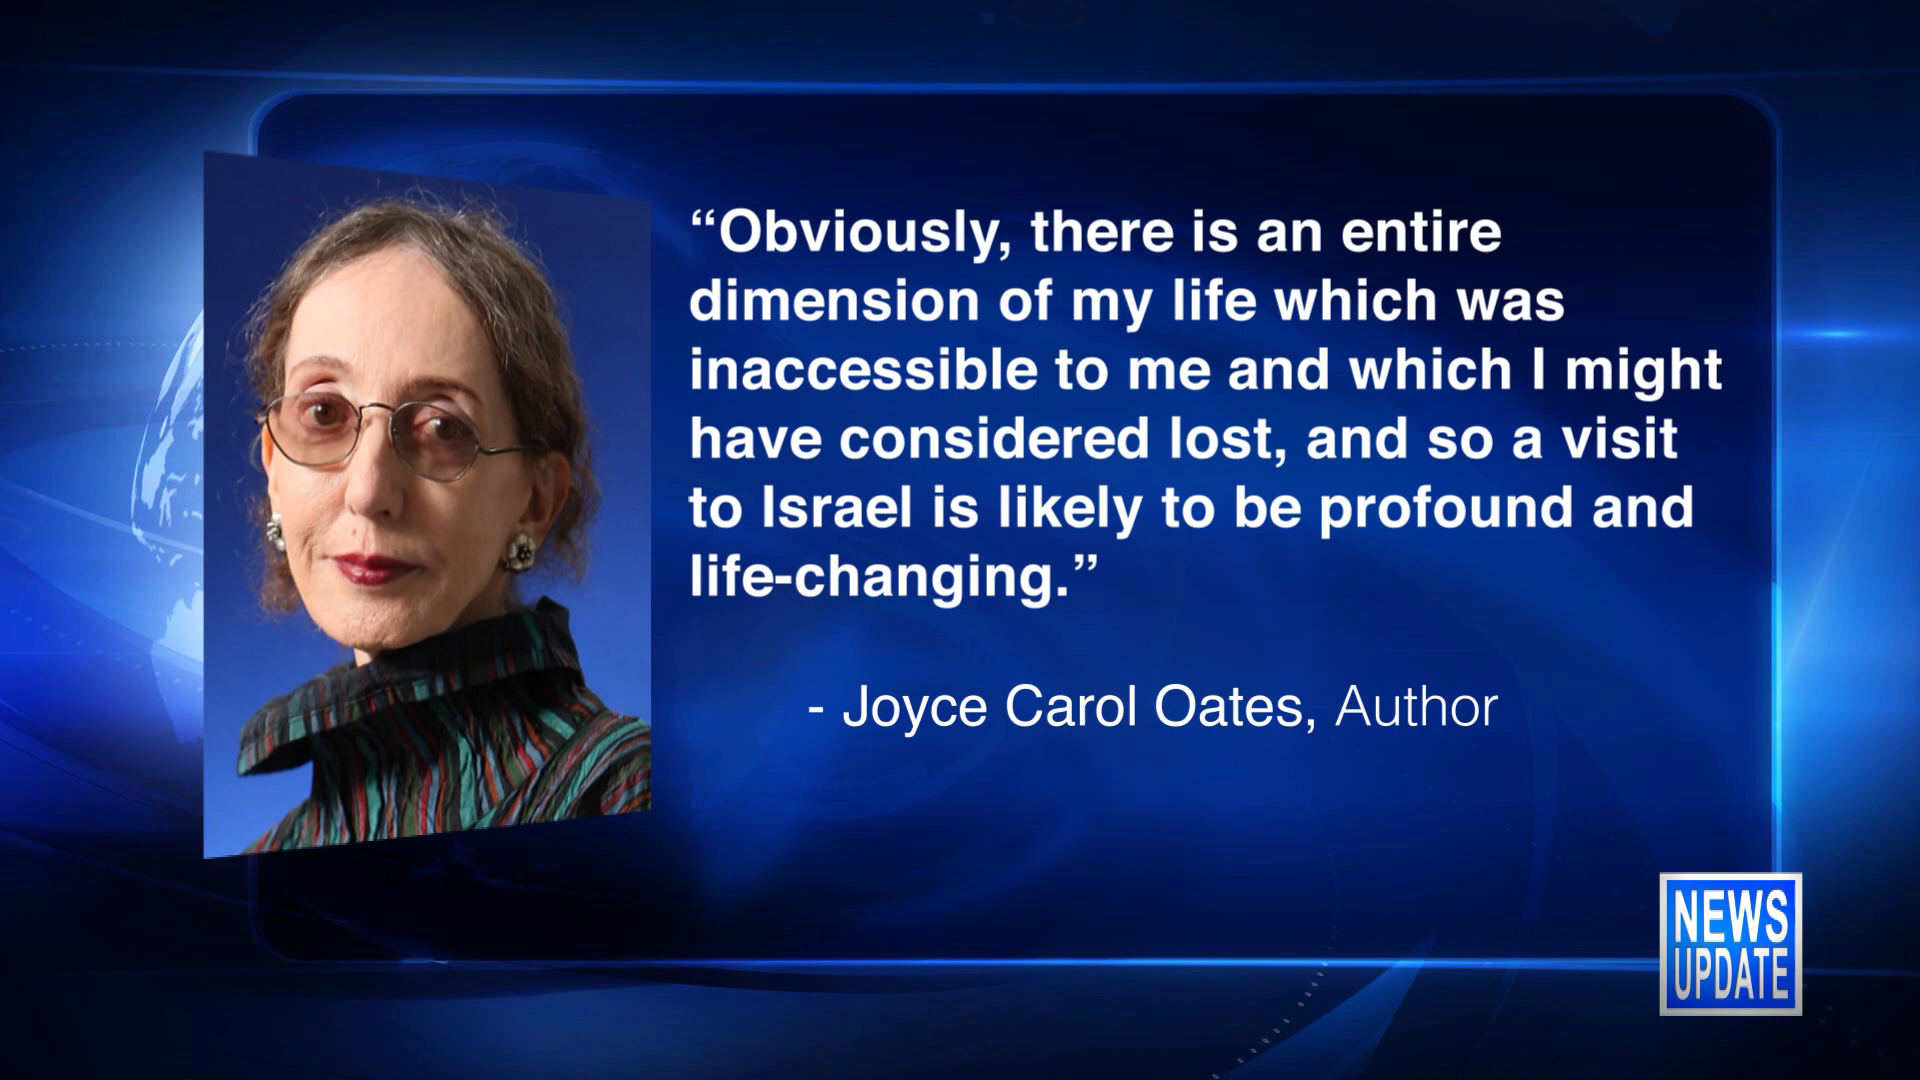 “Obviously, there is an entire
dimension of my life which was
inaccessible to me and which I might
have considered lost, and so a visit
to Israel is likely to be profound and
life-changing.”
- Joyce Carol Oates, Author
NEWS
UPDATE